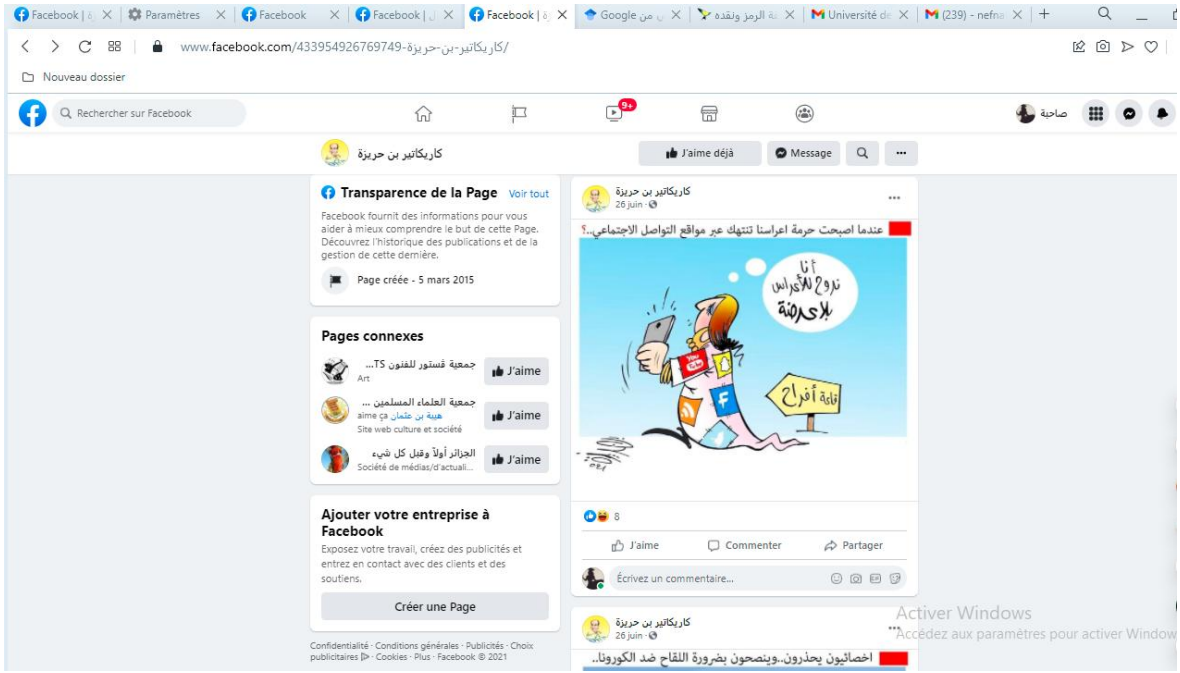 Facebook | ة
Paramètres
Facebook
Facebook | ل
Facebook | ة
ن من Google
ة الرمز ونقده
Université de
(239) - nefna
www.facebook.com/433954926769749-كاريكاتير-بن-حريزة/
Nouveau dossier
Rechercher sur Facebook
9+
صاحبة
كاريكاتير بن حريزة
J'aime déjà
Message
Transparence de la Page
Voir tout
Facebook fournit des informations pour vous
aider à mieux comprendre le but de cette Page.
Découvrez l'historique des publications et de la
gestion de cette dernière.
Page créée - 5 mars 2015
Pages connexes
جمعية ڨستور للفنون TS...
Art
J'aime
جمعية العلماء المسلمين ...
هيبة بن عثمان aime ça
Site web culture et société
J'aime
الجزائر أولاً وقبل كل شيء
Société de médias/d'actuali...
J'aime
Ajouter votre entreprise à
Facebook
Exposez votre travail, créez des publicités et
entrez en contact avec des clients et des
soutiens.
Créer une Page
Confidentialité · Conditions générales · Publicités · Choix
publicitaires · Cookies · Plus · Facebook © 2021
كاريكاتير بن حريزة
26 juin
عندما اصبحت حرمة اعراسنا تنتهك عبر مواقع التواصل الاجتماعي..؟
أنا
نروح للأعراس
بلا عرضة
You
Tube
قاعة أفراح
8
J'aime
Commenter
Partager
Écrivez un commentaire...
GIF
كاريكاتير بن حريزة
26 juin
اخصائيون يحذرون..وينصحون بضرورة اللقاح ضد الكورونا..
Activer Windows
Accédez aux paramètres pour activer Window